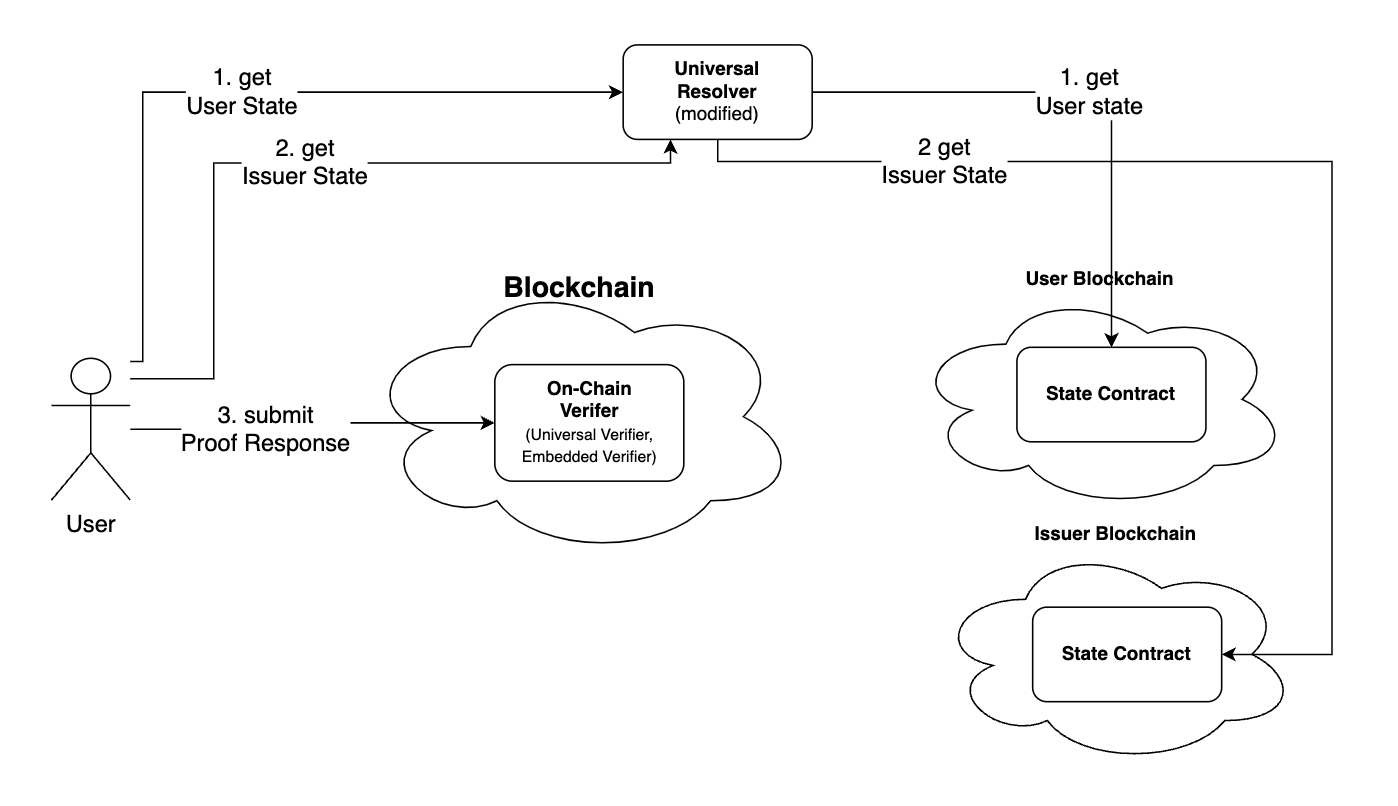 Universal
Resolver
(modified)
1. get
User State
1. get
User state
2. get
Issuer State
2 get
Issuer State
Blockchain
User Blockchain
On-Chain
Verifer
(Universal Verifier,
Embedded Verifier)
State Contract
3. submit
Proof Response
User
Issuer Blockchain
State Contract